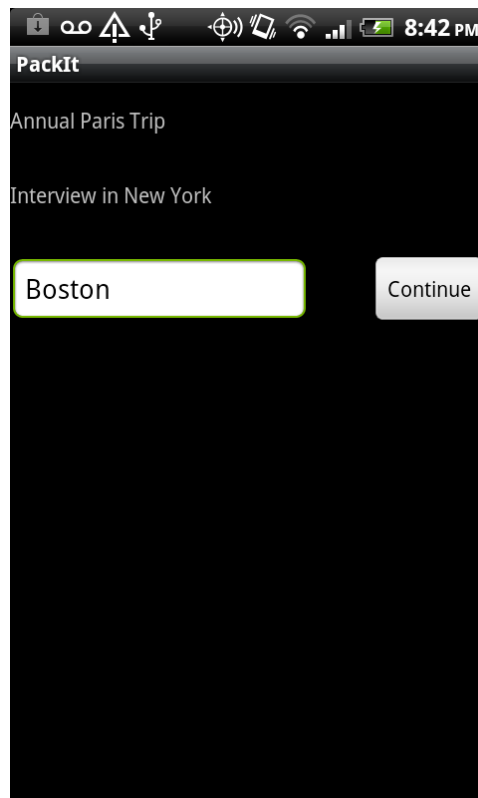 8:42 PM
PackIt
Annual Paris Trip
Interview in New York
Boston
Continue